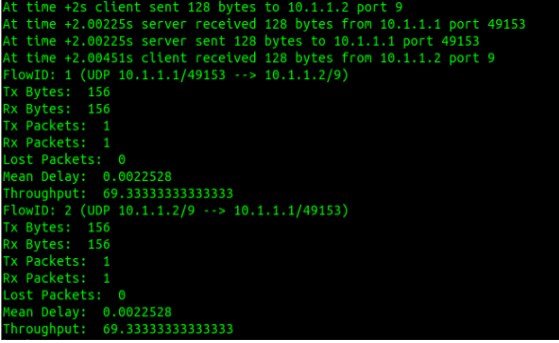 At time +2s client sent 128 bytes to 10.1.1.2 port 9
At time +2.00225s server received 128 bytes from 10.1.1.1 port 49153
At time +2.00225s server sent 128 bytes to 10.1.1.1 port 49153
At time +2.00451s client received 128 bytes from 10.1.1.2 port 9
FlowID: 1 (UDP 10.1.1.1/49153 --> 10.1.1.2/9)
Tx Bytes:  156
Rx Bytes:  156
Tx Packets:  1
Rx Packets:  1
Lost Packets:  0
Mean Delay:  0.0022528
Throughput:  69.33333333333333
FlowID: 2 (UDP 10.1.1.2/9 --> 10.1.1.1/49153)
Tx Bytes:  156
Rx Bytes:  156
Tx Packets:  1
Rx Packets:  1
Lost Packets:  0
Mean Delay:  0.0022528
Throughput:  69.33333333333333